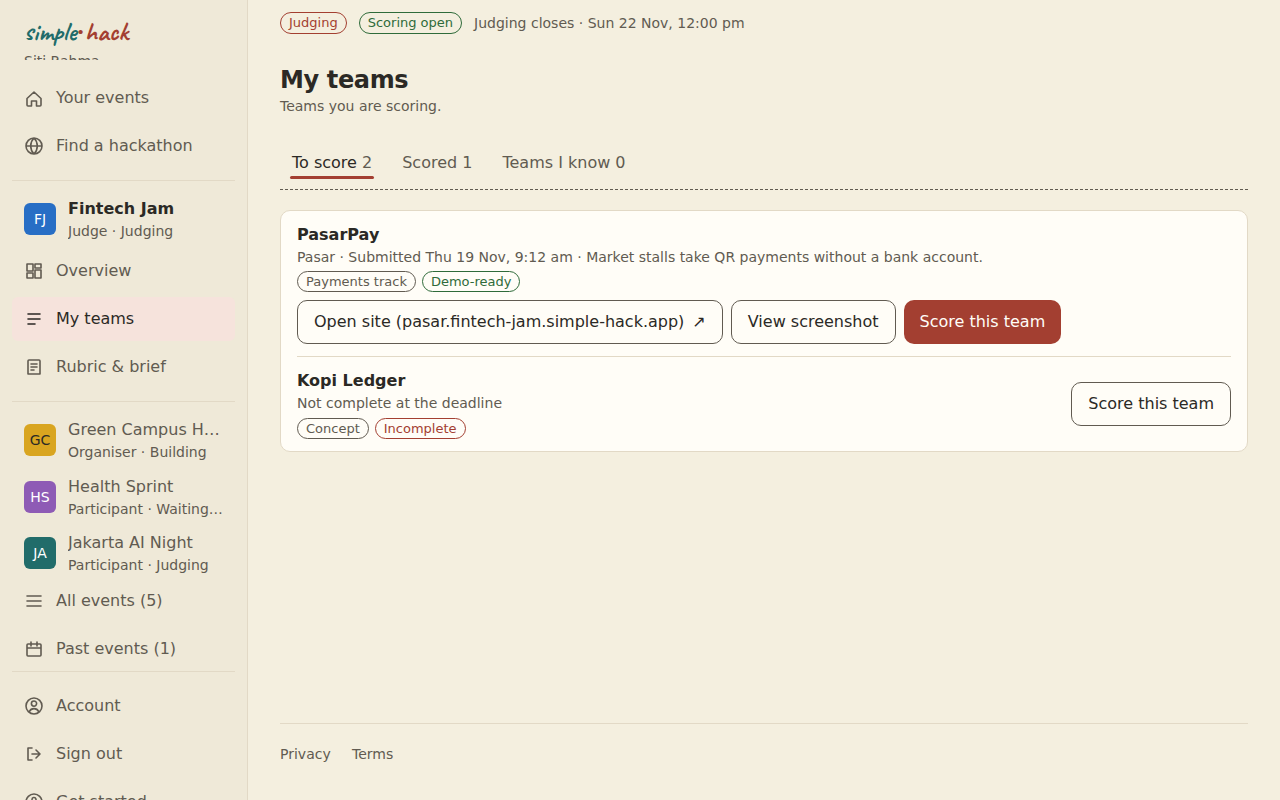 simple·hack
Siti Rahma
Your events
Find a hackathon
FJ
Fintech Jam
Judge · Judging
Overview
My teams
Rubric & brief
GC
Green Campus H…
Organiser · Building
HS
Health Sprint
Participant · Waiting…
JA
Jakarta AI Night
Participant · Judging
All events (5)
Past events (1)
Account
Sign out
Get started
Judging Scoring open Judging closes · Sun 22 Nov, 12:00 pm
My teams
Teams you are scoring.
To score 2 Scored 1 Teams I know 0
PasarPay
Pasar · Submitted Thu 19 Nov, 9:12 am · Market stalls take QR payments without a bank account.
Payments track Demo-ready
Open site (pasar.fintech-jam.simple-hack.app) ↗ View screenshot Score this team
Kopi Ledger
Not complete at the deadline
Concept Incomplete
Score this team
Privacy Terms